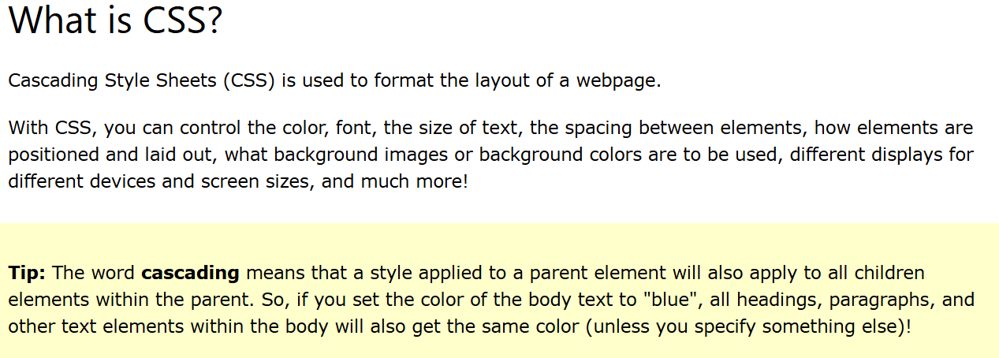 What is CSS?
Cascading Style Sheets (CSS) is used to format the layout of a webpage.
With CSS, you can control the color, font, the size of text, the spacing between elements, how elements are
positioned and laid out, what background images or background colors are to be used, different displays for
different devices and screen sizes, and much more!
Tip: The word cascading means that a style applied to a parent element will also apply to all children
elements within the parent. So, if you set the color of the body text to "blue", all headings, paragraphs, and
other text elements within the body will also get the same color (unless you specify something else)!